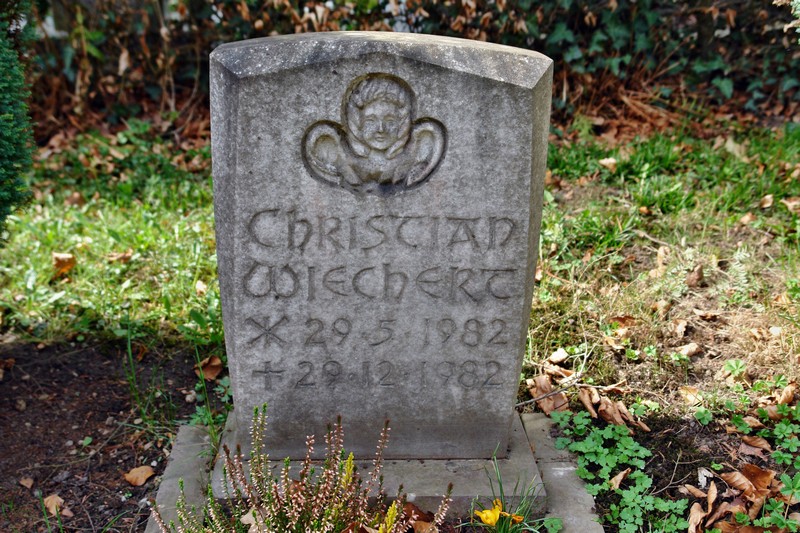 Christian
Wiechert
* 29·5·1982
+ 29·12·1982